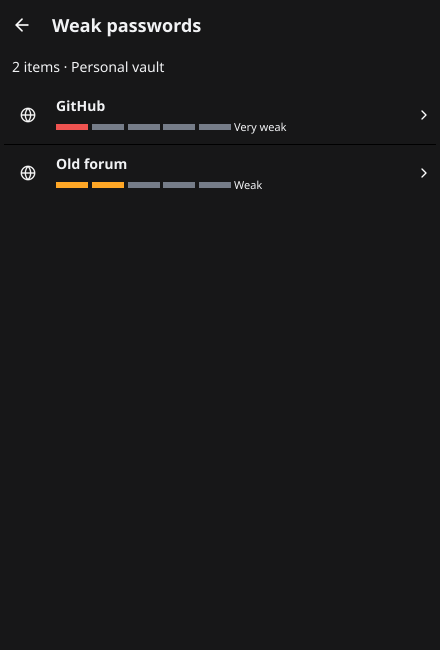 Weak passwords
2 items · Personal vault
GitHub
Very weak
Old forum
Weak